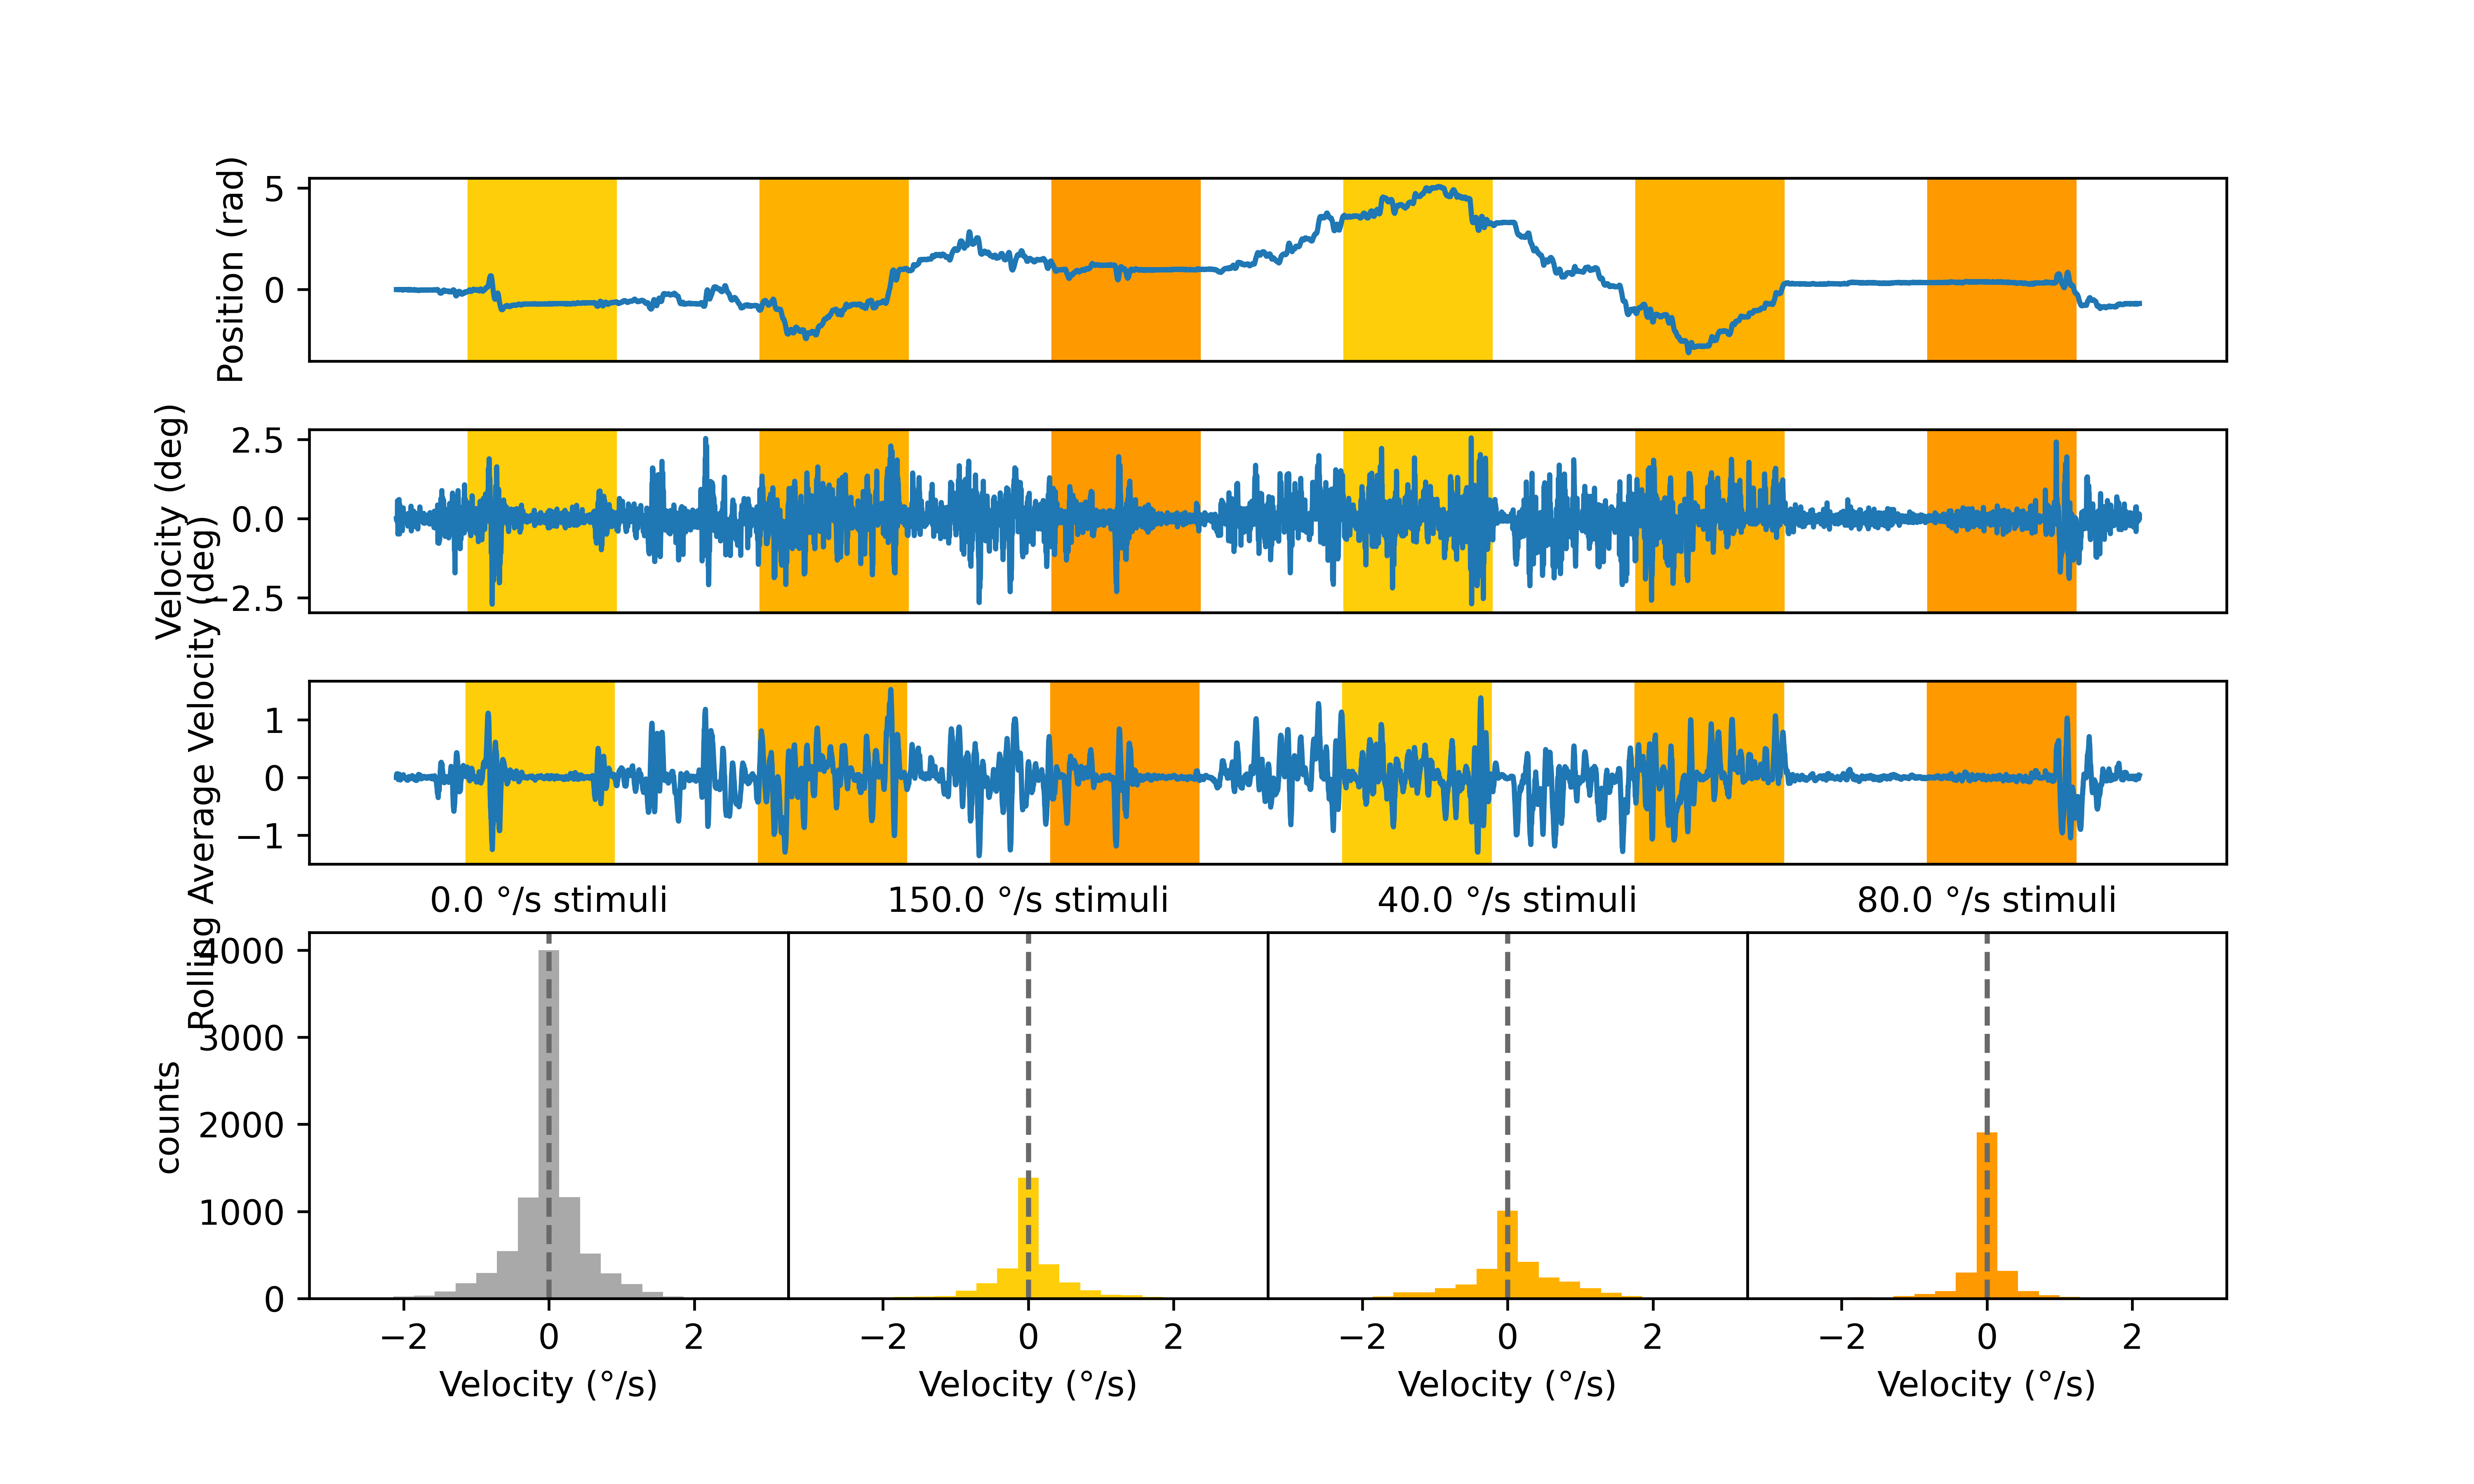 Position (rad)
5
0
Velocity (deg)
2.5
0.0
2.5
Rolling Average Velocity (deg)
1
0
−1
0.0 °/s stimuli
150.0 °/s stimuli
40.0 °/s stimuli
80.0 °/s stimuli
counts
4000
3000
2000
1000
0
−2 0 2
−2 0 2
−2 0 2
−2 0 2
Velocity (°/s)
Velocity (°/s)
Velocity (°/s)
Velocity (°/s)